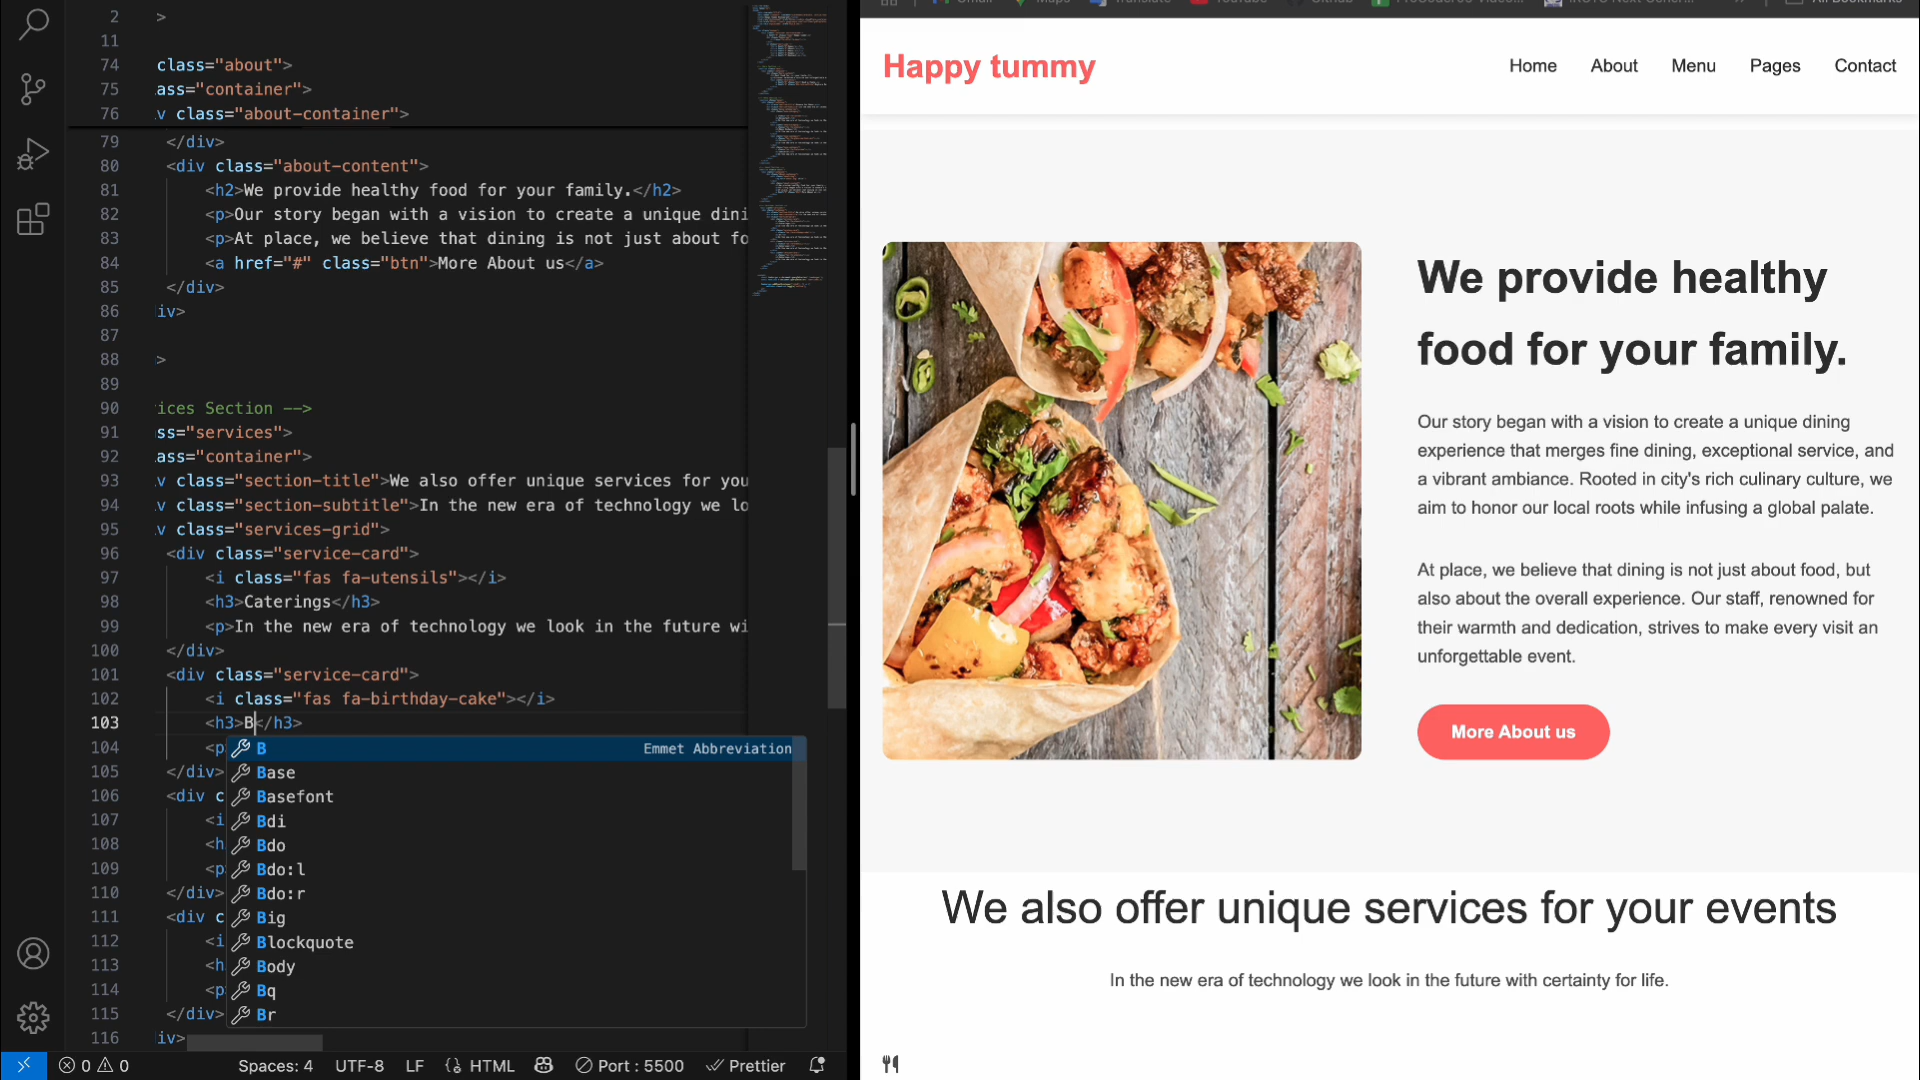 2 >
11
74 class="about">
75 ass="container">
76 v class="about-container">
79 </div>
80 <div class="about-content">
81 <h2>We provide healthy food for your family.</h2>
82 <p>Our story began with a vision to create a unique dini
83 <p>At place, we believe that dining is not just about fo
84 <a href="#" class="btn">More About us</a>
85 </div>
86 iv>
87
88 >
89
90 ices Section -->
91 ss="services">
92 ass="container">
93 v class="section-title">We also offer unique services for you
94 v class="section-subtitle">In the new era of technology we lo
95 v class="services-grid">
96 <div class="service-card">
97 <i class="fas fa-utensils"></i>
98 <h3>Caterings</h3>
99 <p>In the new era of technology we look in the future wi
100 </div>
101 <div class="service-card">
102 <i class="fas fa-birthday-cake"></i>
103 <h3>B</h3>
104 <p
105 </div>
106 <div c
107 <i
108 <h
109 <p
110 </div>
111 <div c
112 <i
113 <h
114 <p
115 </div>
116 iv>
B Emmet Abbreviation
Base
Basefont
Bdi
Bdo
Bdo:l
Bdo:r
Big
Blockquote
Body
Bq
Br
0 0 Spaces: 4 UTF-8 LF {} HTML Port : 5500 Prettier
Happy tummy
Home About Menu Pages Contact
We provide healthy
food for your family.
Our story began with a vision to create a unique dining
experience that merges fine dining, exceptional service, and
a vibrant ambiance. Rooted in city's rich culinary culture, we
aim to honor our local roots while infusing a global palate.
At place, we believe that dining is not just about food, but
also about the overall experience. Our staff, renowned for
their warmth and dedication, strives to make every visit an
unforgettable event.
More About us
We also offer unique services for your events
In the new era of technology we look in the future with certainty for life.